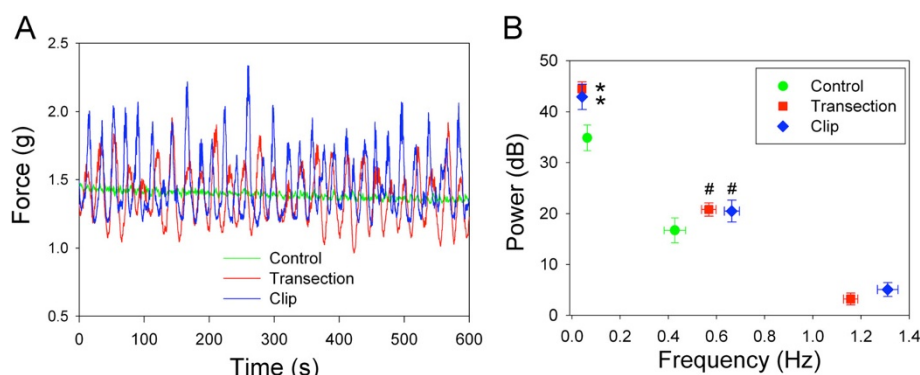 A
Force (g)
2.5
2.0
1.5
1.0
0.5
Control
Transection
Clip
0 100 200 300 400 500 600
Time (s)
B
Power (dB)
50
40
30
20
10
0
Control
Transection
Clip
*
*
# #
0.0 0.2 0.4 0.6 0.8 1.0 1.2 1.4
Frequency (Hz)